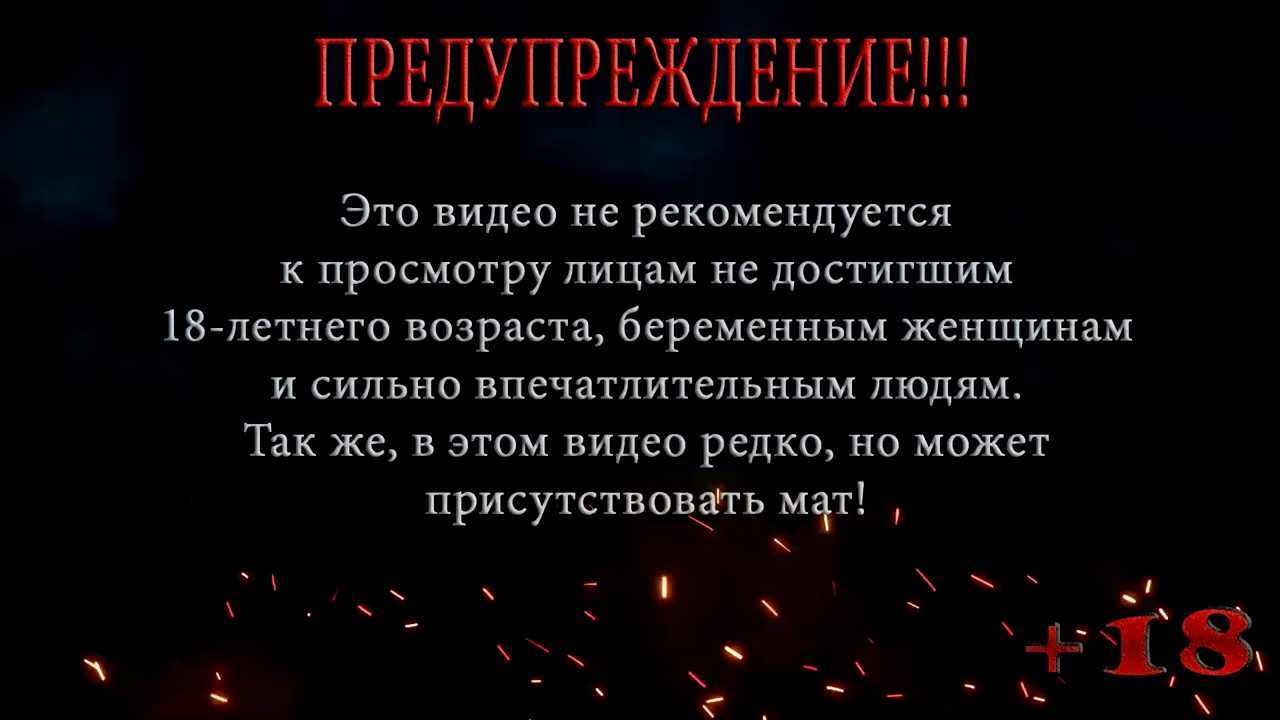 ПРЕДУПРЕЖДЕНИЕ!!!
Это видео не рекомендуется
к просмотру лицам не достигшим
18-летнего возраста, беременным женщинам
и сильно впечатлительным людям.
Так же, в этом видео редко, но может
присутствовать мат!
+18